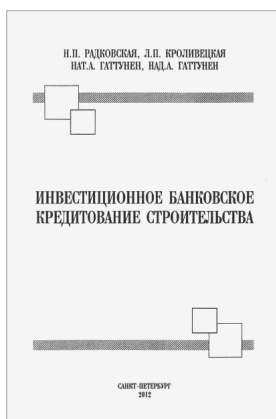 Н.П. РАДКОВСКАЯ, Л.П. КРОЛИВЕЦКАЯ
НАТ.А. ГАТТУНЕН, НАД.А. ГАТТУНЕН
ИНВЕСТИЦИОННОЕ БАНКОВСКОЕ
КРЕДИТОВАНИЕ СТРОИТЕЛЬСТВА
САНКТ-ПЕТЕРБУРГ
2012